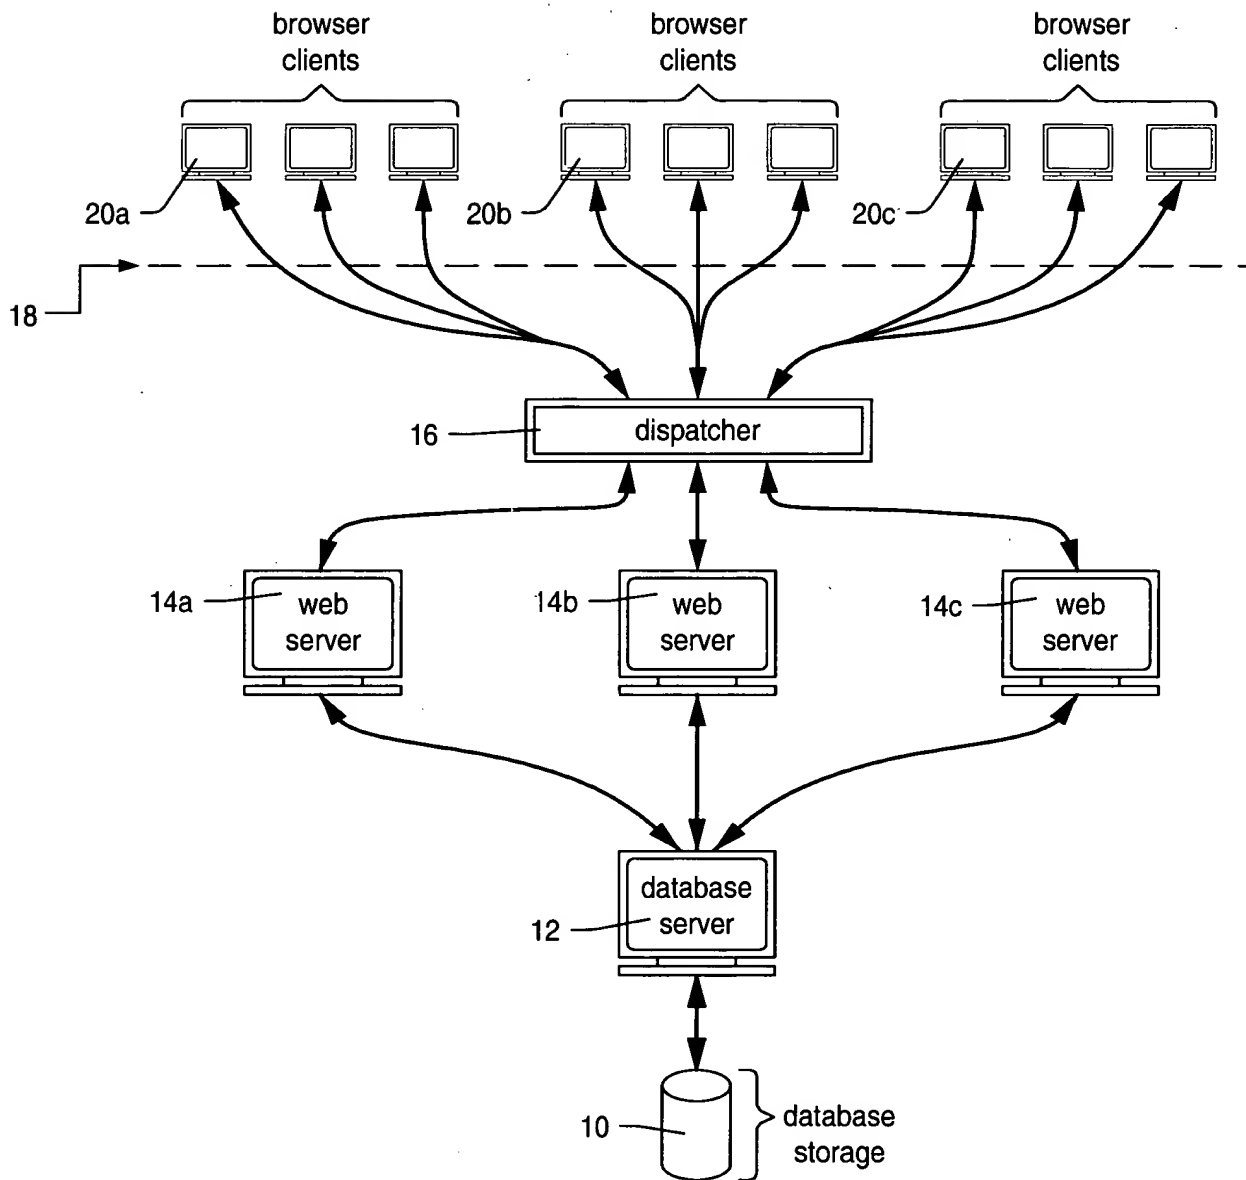 browser
clients
browser
clients
browser
clients
20a
20b
20c
18
16
dispatcher
14a
web
server
14b
web
server
14c
web
server
database
server
12
10
database
storage